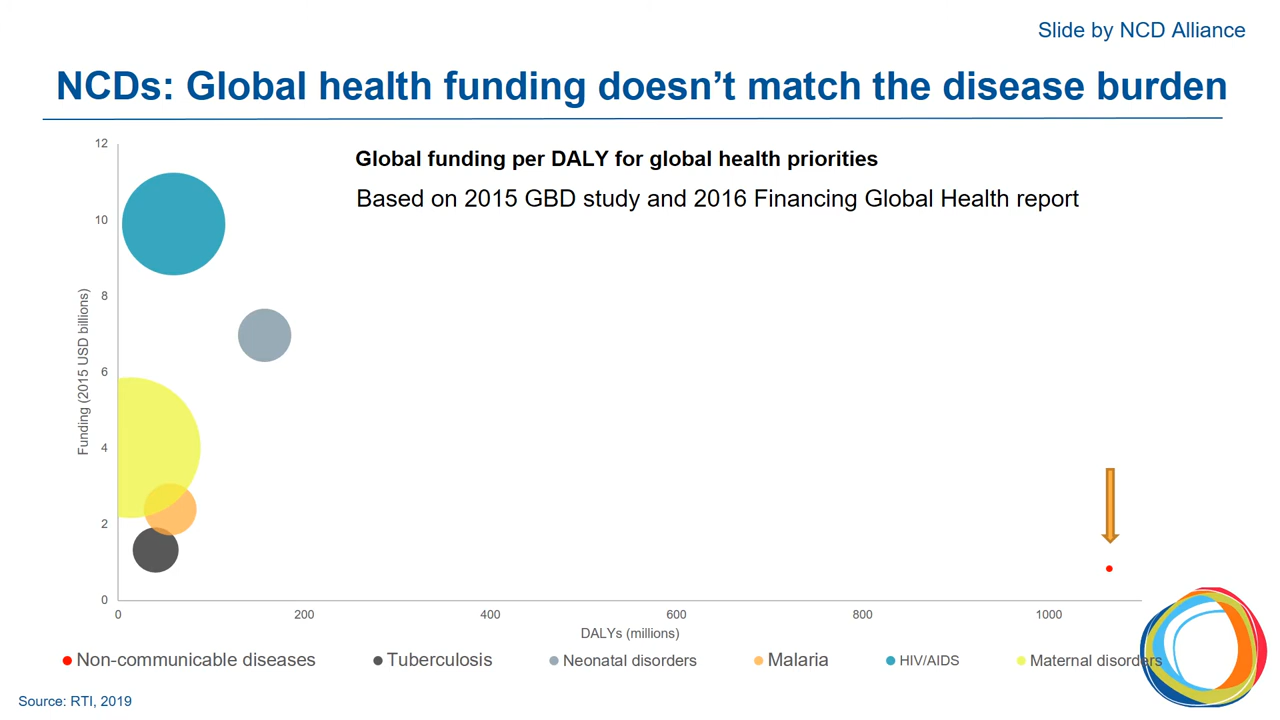 Slide by NCD Alliance
NCDs: Global health funding doesn’t match the disease burden
Global funding per DALY for global health priorities
Based on 2015 GBD study and 2016 Financing Global Health report
Funding (2015 USD billions)
12
10
8
6
4
2
0
0 200 400 600 800 1000
DALYs (millions)
Non-communicable diseases Tuberculosis Neonatal disorders Malaria HIV/AIDS Maternal disorders
Source: RTI, 2019